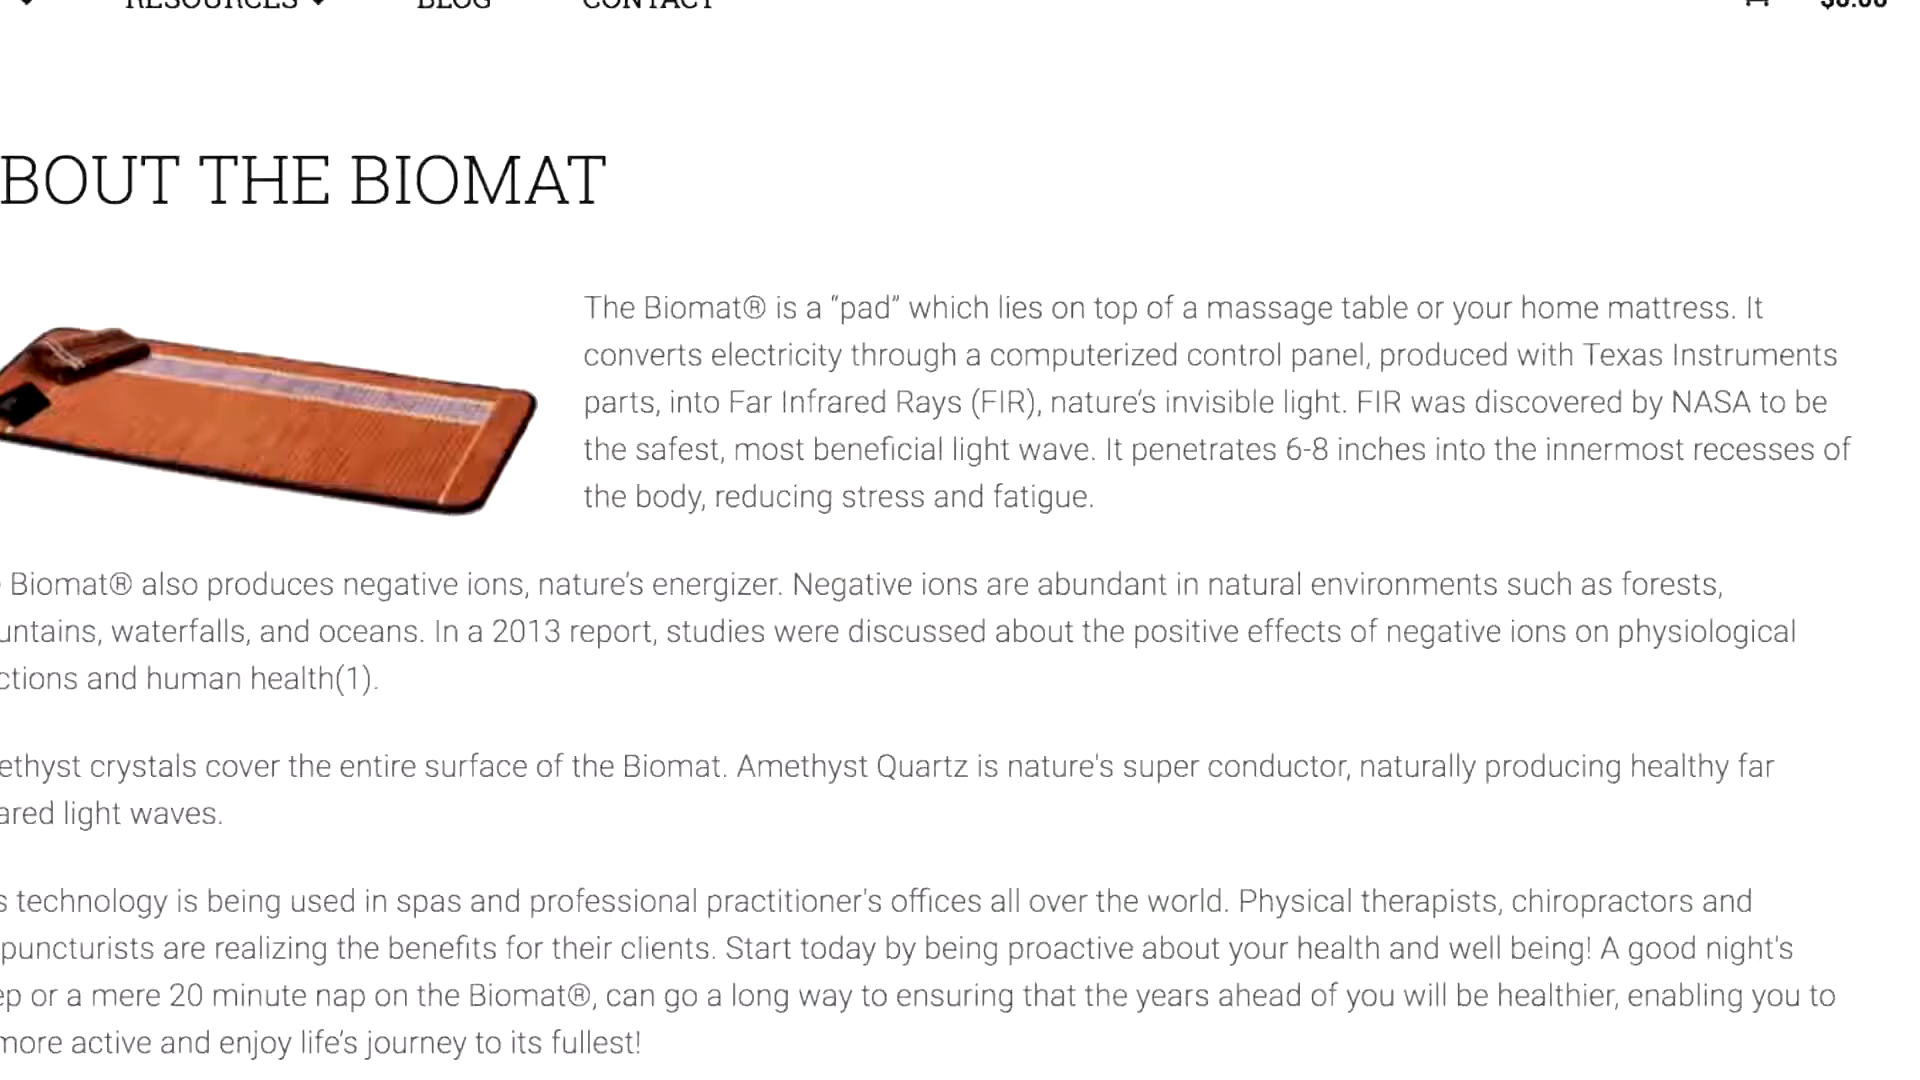 RESOURCES BLOG CONTACT $0.00
BOUT THE BIOMAT
The Biomat® is a “pad” which lies on top of a massage table or your home mattress. It
converts electricity through a computerized control panel, produced with Texas Instruments
parts, into Far Infrared Rays (FIR), nature’s invisible light. FIR was discovered by NASA to be
the safest, most beneficial light wave. It penetrates 6-8 inches into the innermost recesses of
the body, reducing stress and fatigue.
Biomat® also produces negative ions, nature’s energizer. Negative ions are abundant in natural environments such as forests,
untains, waterfalls, and oceans. In a 2013 report, studies were discussed about the positive effects of negative ions on physiological
ctions and human health(1).
ethyst crystals cover the entire surface of the Biomat. Amethyst Quartz is nature's super conductor, naturally producing healthy far
ared light waves.
s technology is being used in spas and professional practitioner's offices all over the world. Physical therapists, chiropractors and
puncturists are realizing the benefits for their clients. Start today by being proactive about your health and well being! A good night's
ep or a mere 20 minute nap on the Biomat®, can go a long way to ensuring that the years ahead of you will be healthier, enabling you to
more active and enjoy life’s journey to its fullest!